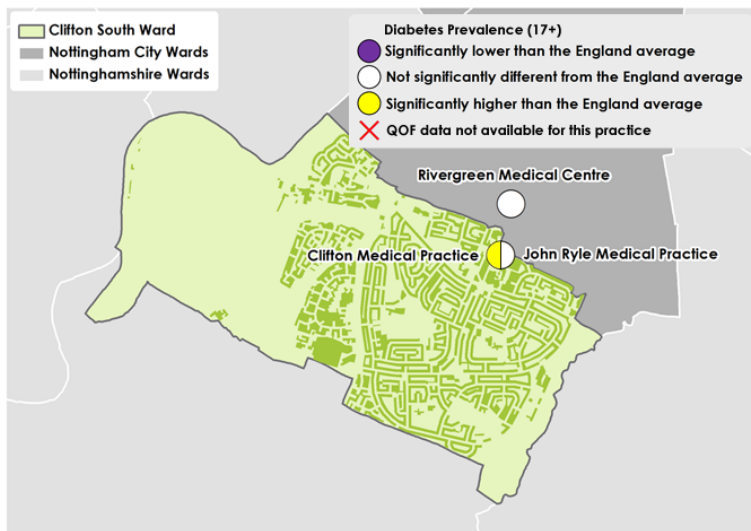 Clifton South Ward
Nottingham City Wards
Nottinghamshire Wards
Diabetes Prevalence (17+)
Significantly lower than the England average
Not significantly different from the England average
Significantly higher than the England average
QOF data not available for this practice
Rivergreen Medical Centre
Clifton Medical Practice
John Ryle Medical Practice